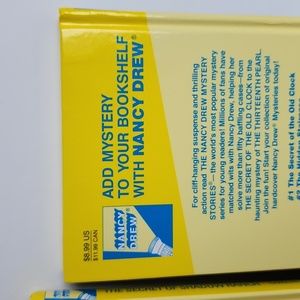 ADD MYSTERY
TO YOUR BOOKSHELF
WITH NANCY DREW®
For cliff-hanging suspense and thrilling
action read THE NANCY DREW MYSTERY
STORIES®—the world's most popular mystery
series for young readers! Millions of fans have
matched wits with Nancy Drew, helping her
solve more than fifty baffling cases—from
THE SECRET OF THE OLD CLOCK to the
haunting mystery of THE THIRTEENTH PEARL.
Join the fun! Start your collection of original
hardcover Nancy Drew® Mysteries today!
#1 The Secret of the Old Clock
NANCY
DREW
$8.99 US
$11.99 CAN
THE SECRET OF SHADOW RANCH